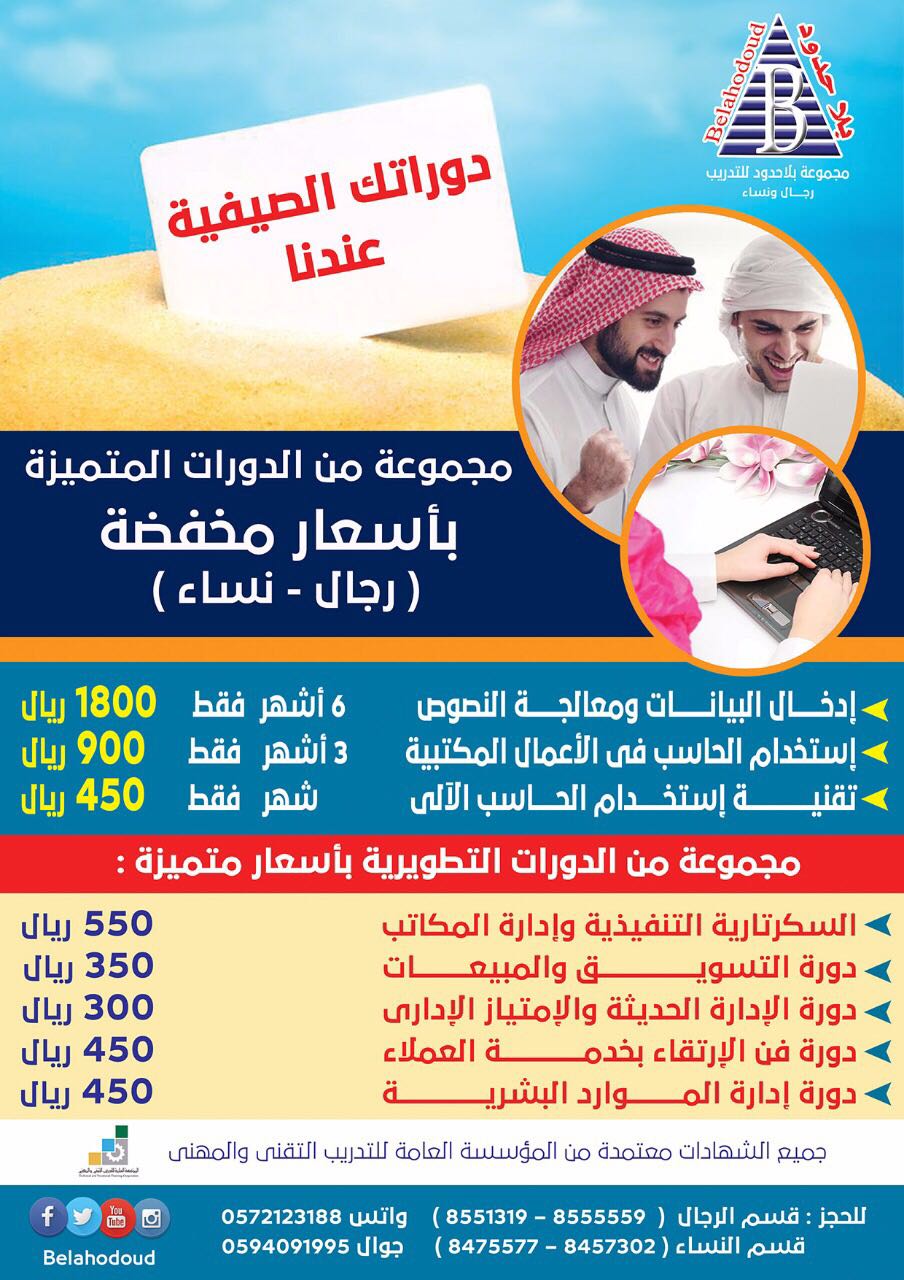 Belahodoud
بلا حدود
B
مجموعة بلاحدود للتدريب
رجال ونساء
دوراتك الصيفية
عندنا
مجموعة من الدورات المتميزة
بأسعار مخفضة
( رجال - نساء )
إدخال البيانات ومعالجة النصوص 6 أشهر فقط 1800 ريال
إستخدام الحاسب فى الأعمال المكتبية 3 أشهر فقط 900 ريال
تقنية إستخدام الحاسب الآلى شهر فقط 450 ريال
مجموعة من الدورات التطويرية بأسعار متميزة :
السكرتارية التنفيذية وإدارة المكاتب 550 ريال
دورة التسويق والمبيعات 350 ريال
دورة الإدارة الحديثة والإمتياز الإدارى 300 ريال
دورة فن الإرتقاء بخدمة العملاء 450 ريال
دورة إدارة الموارد البشرية 450 ريال
جميع الشهادات معتمدة من المؤسسة العامة للتدريب التقنى والمهنى
للحجز : قسم الرجال ( 8555559 - 8551319 ) واتس 0572123188
قسم النساء ( 8457302 - 8475577 ) جوال 0594091995
You Tube
Belahodoud